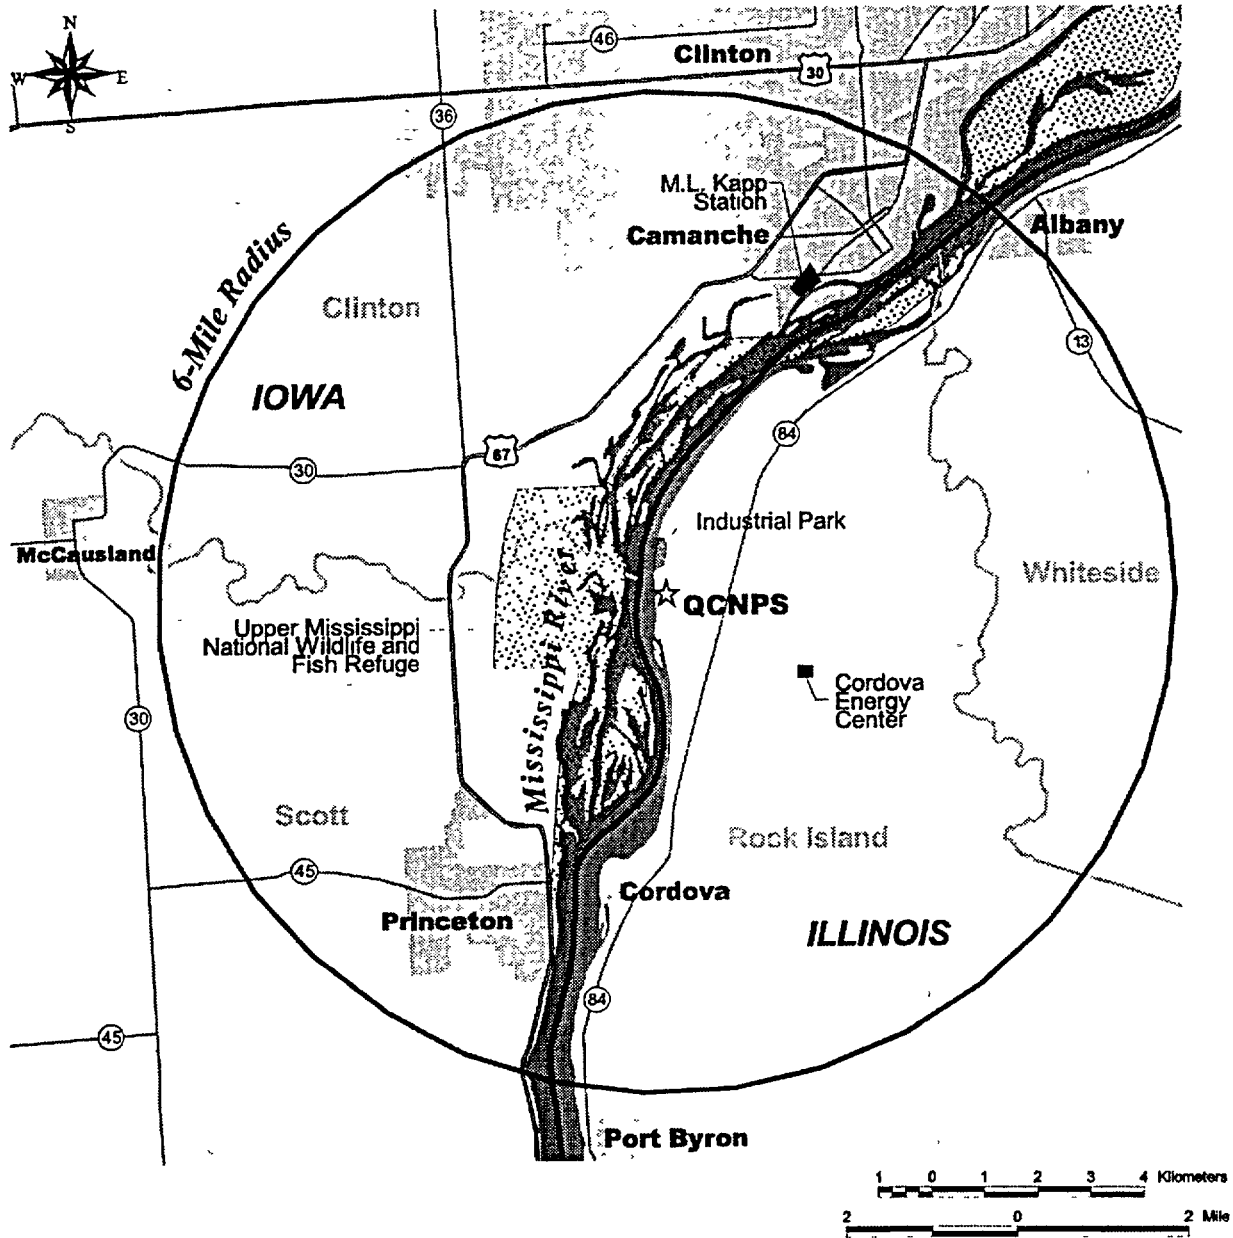 N
46
Clinton
30
W
E
S
36
M.L. Kapp
Station
Camanche
Albany
6-Mile Radius
Clinton
13
IOWA
84
67
30
Industrial Park
McCausland
Whiteside
QCNPS
Mississippi River
Upper Mississippi
National Wildlife and
Fish Refuge
Cordova
Energy
Center
30
Scott
Rock Island
45
Cordova
Princeton
ILLINOIS
84
45
Port Byron
1 0 1 2 3 4 Kilometers
2 0 2 Mile